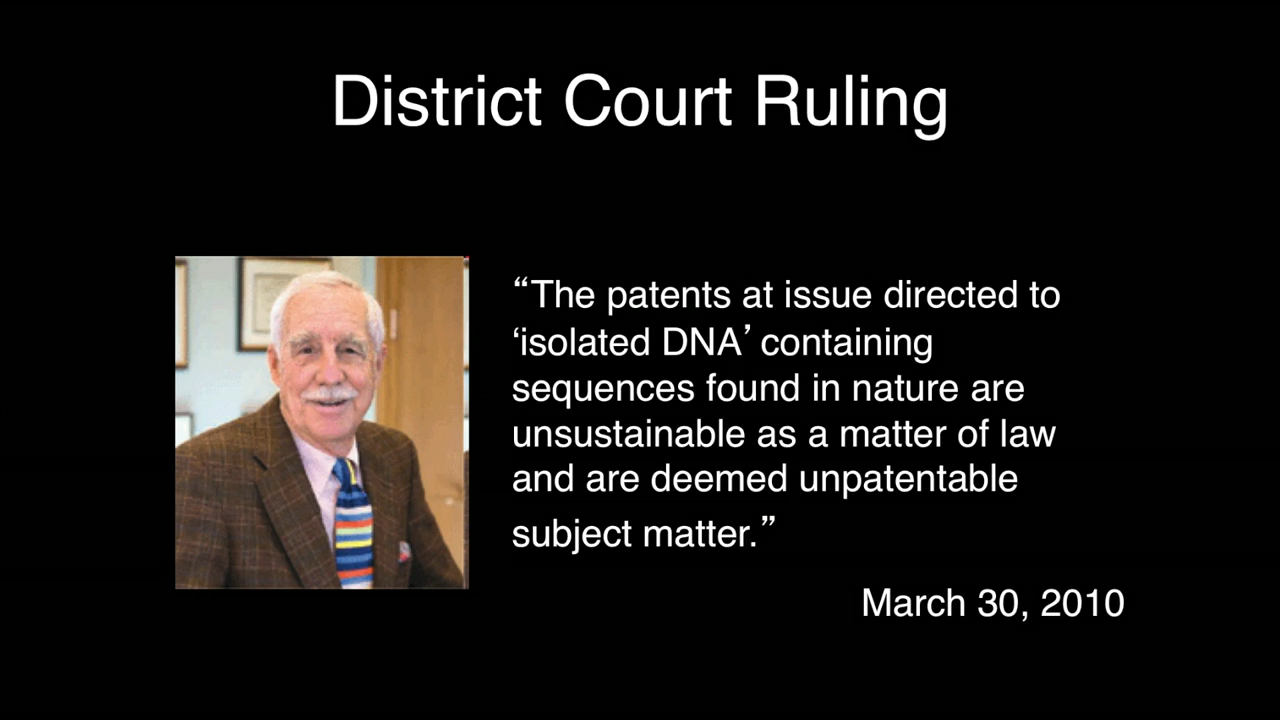 District Court Ruling
“The patents at issue directed to
‘isolated DNA’ containing
sequences found in nature are
unsustainable as a matter of law
and are deemed unpatentable
subject matter.”
March 30, 2010